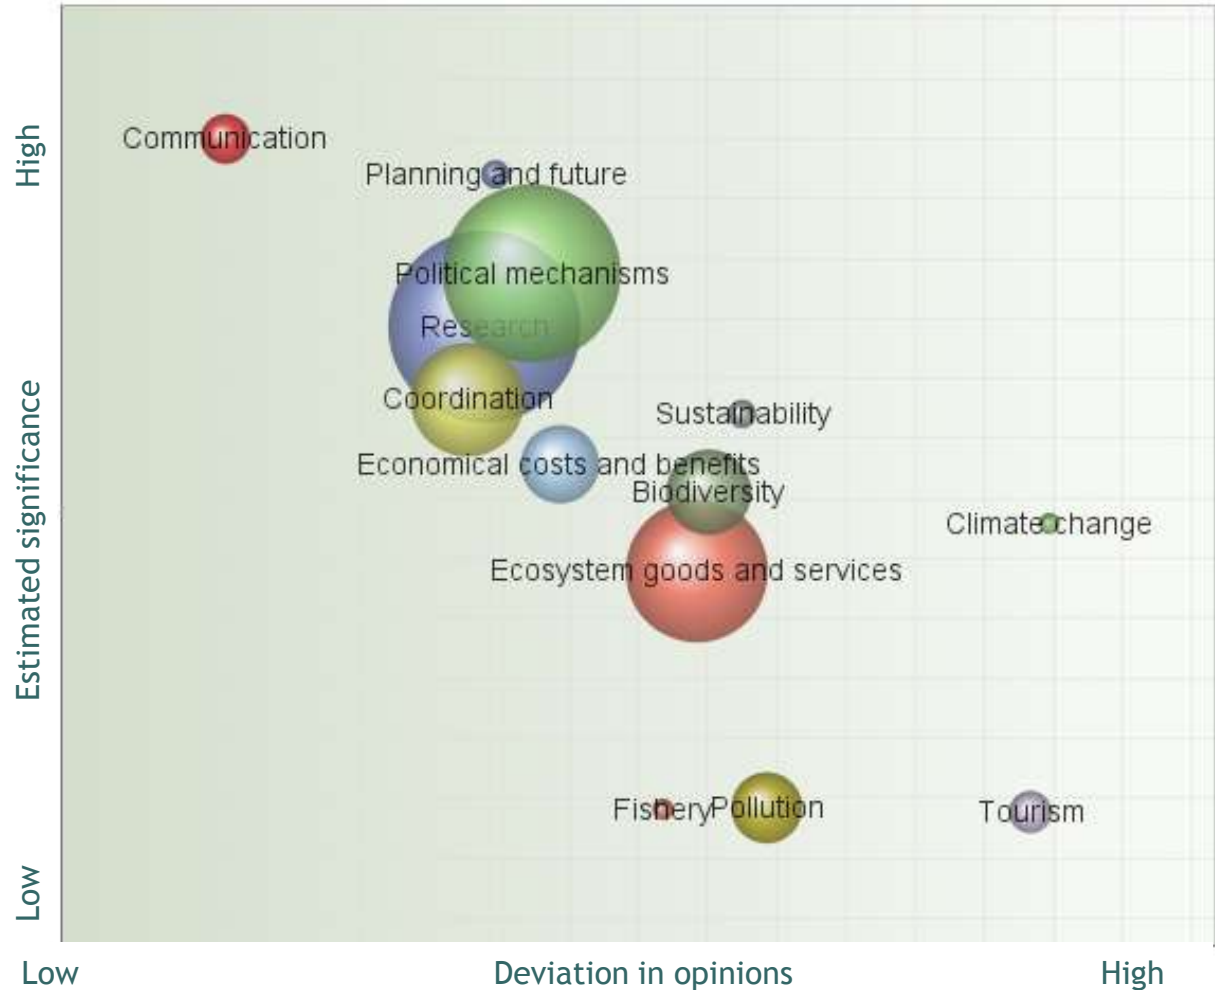 High
Communication
Planning and future
Political mechanisms
Research
Coordination
Sustainability
Economical costs and benefits
Biodiversity
Climate change
Ecosystem goods and services
Estimated significance
Fishery
Pollution
Tourism
Low
Low
Deviation in opinions
High